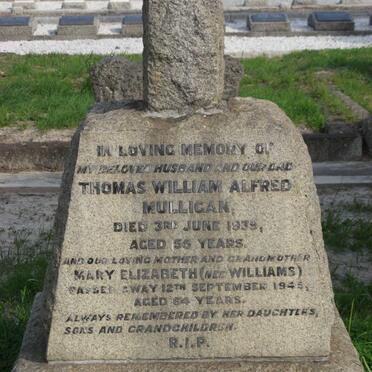 IN LOVING MEMORY OF
MY BELOVED HUSBAND AND OUR DAD
THOMAS WILLIAM ALFRED
MULLIGAN,
DIED 3RD JUNE 1939,
AGED 56 YEARS.
AND OUR LOVING MOTHER AND GRANDMOTHER
MARY ELIZABETH (NEE WILLIAMS)
PASSED AWAY 12TH SEPTEMBER 1945,
AGED 64 YEARS.
ALWAYS REMEMBERED BY HER DAUGHTERS,
SONS AND GRANDCHILDREN.
R.I.P.